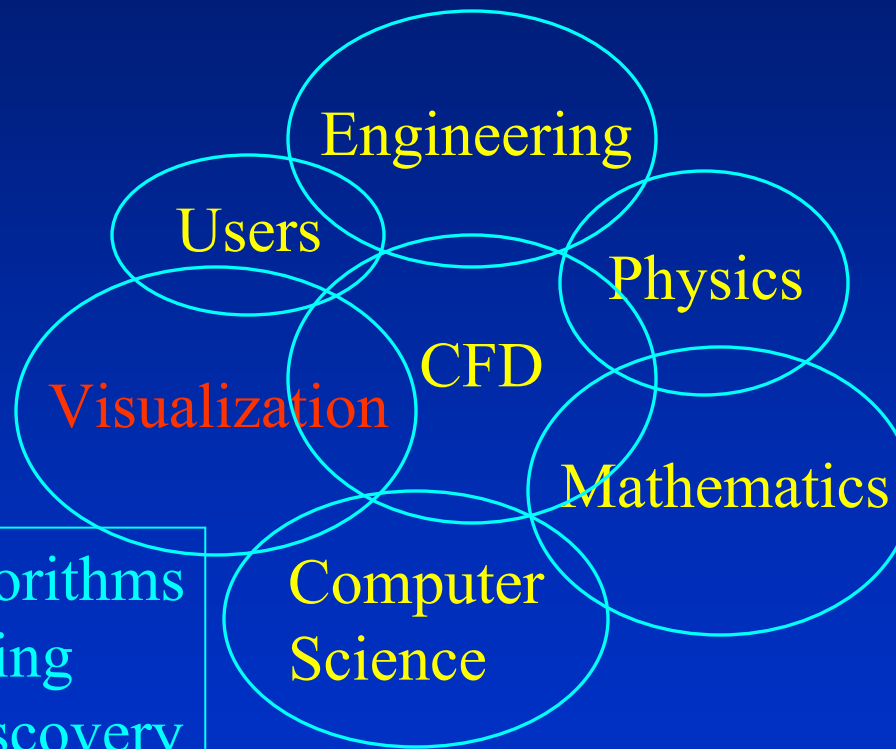 Engineering
Users
Physics
CFD
Visualization
Mathematics
Computer
Science